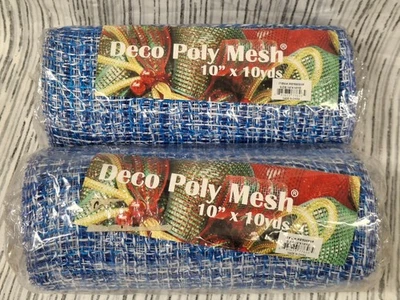 Deco Poly Mesh®
10" x 10yds
Deco Poly Mesh®
10" x 10yds